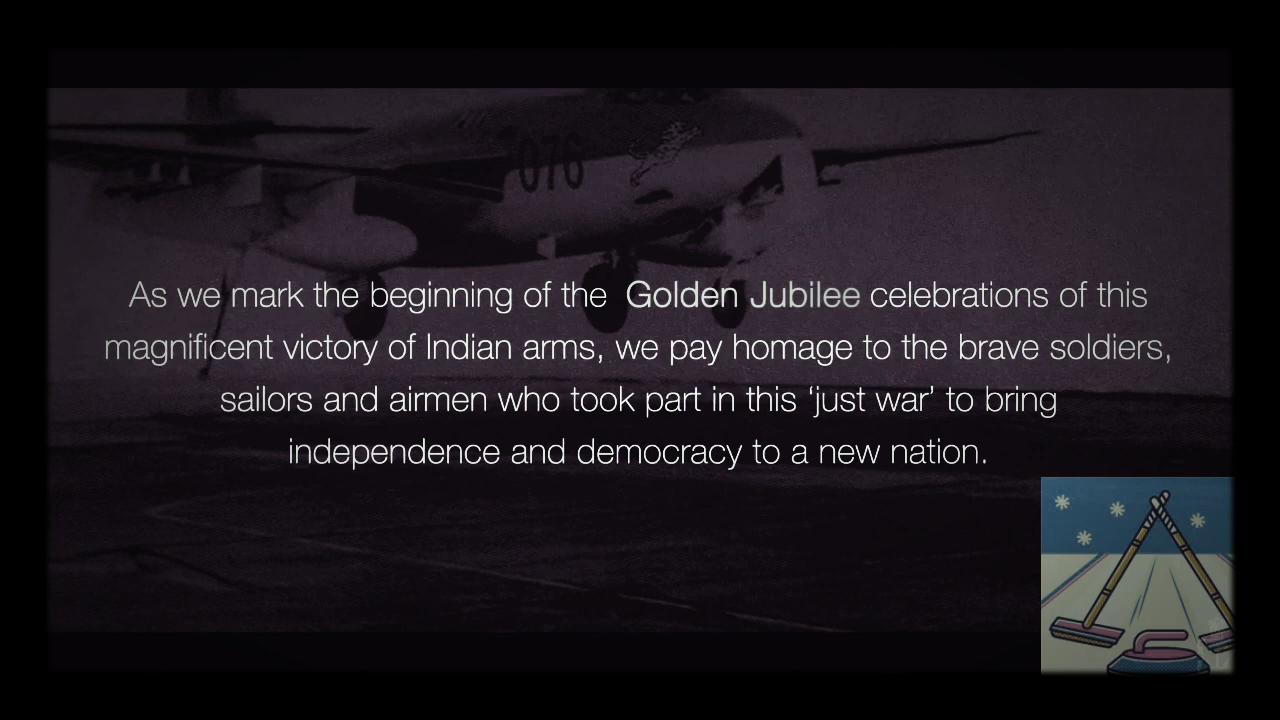 076
As we mark the beginning of the Golden Jubilee celebrations of this
magnificent victory of Indian arms, we pay homage to the brave soldiers,
sailors and airmen who took part in this ‘just war’ to bring
independence and democracy to a new nation.